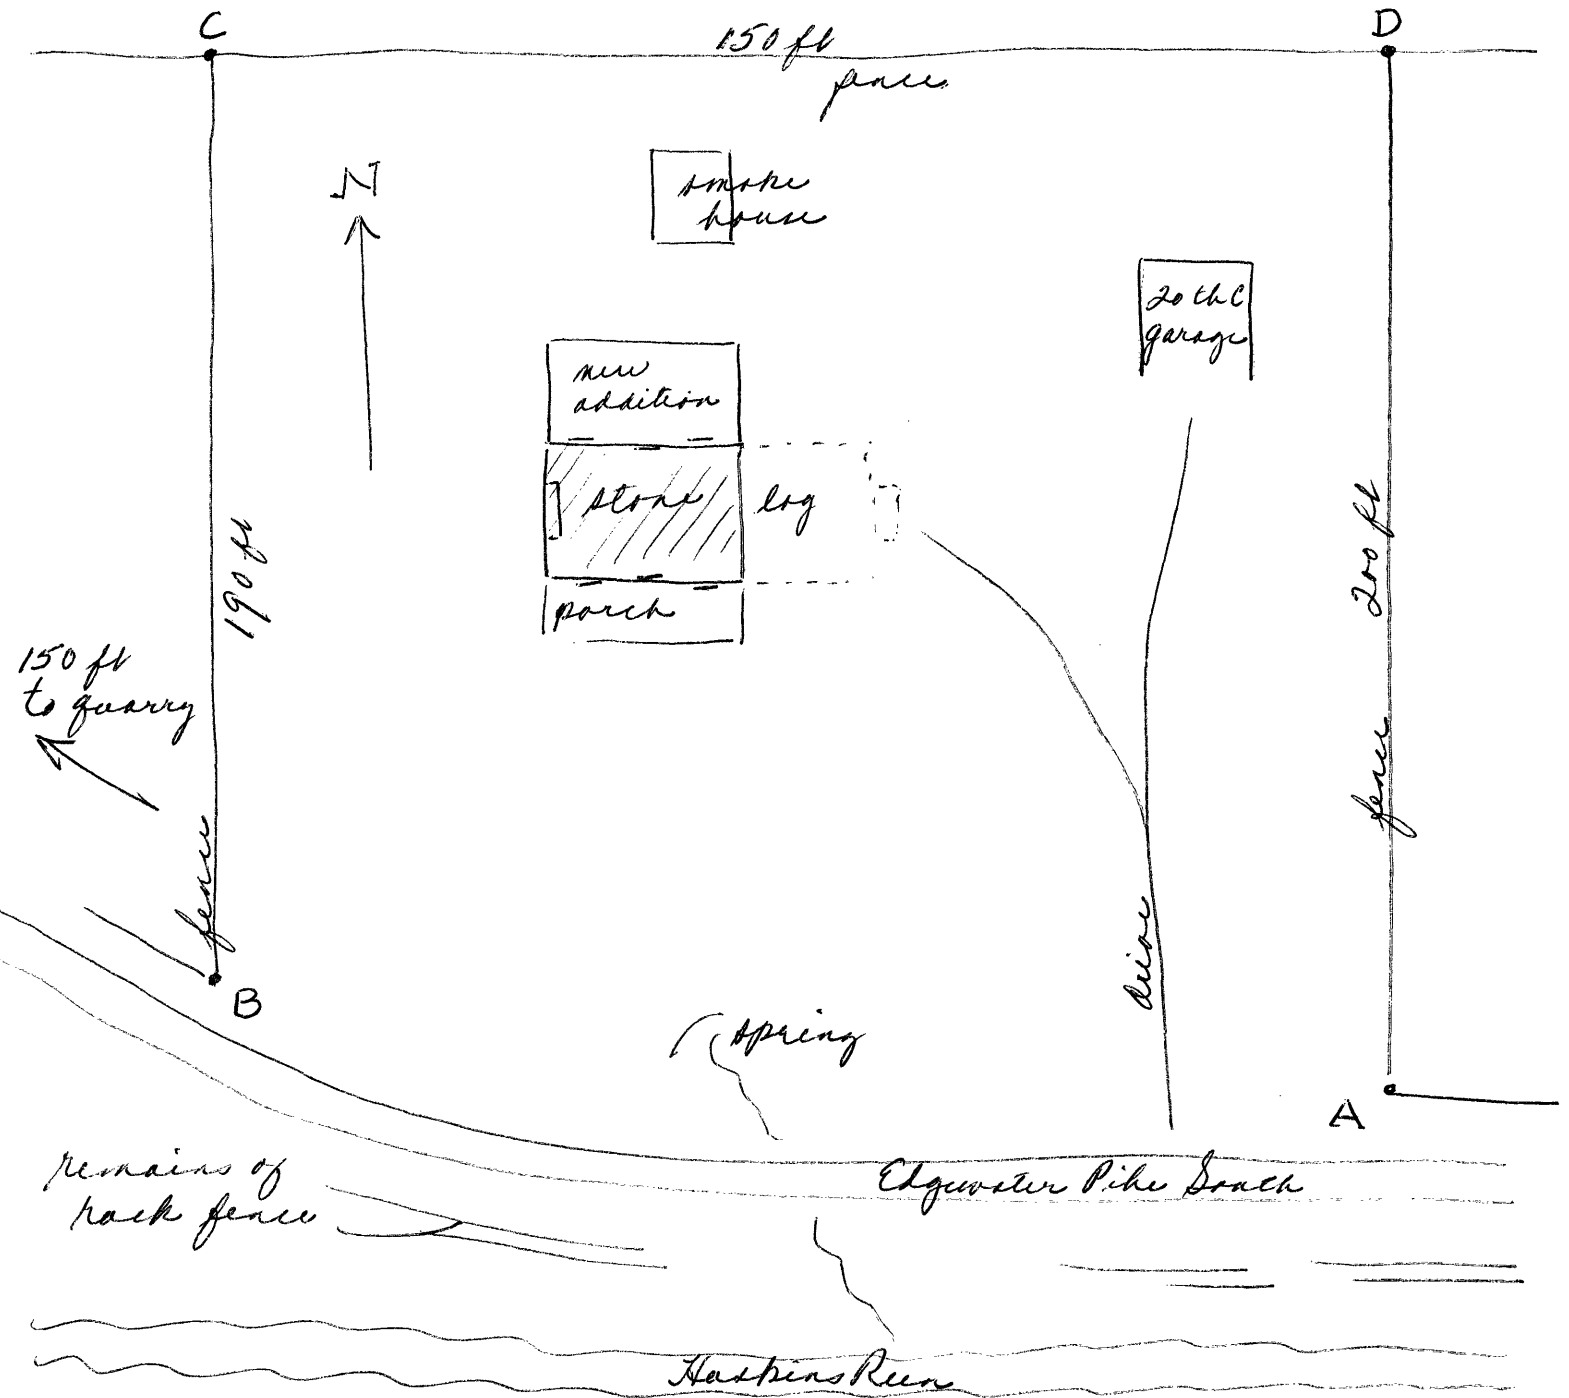 C
D
150 ft
fence
N
smoke
house
20th C
garage
new
addition
stone
log
porch
190 ft
200 ft
fence
150 ft
to quarry
fence
B
spring
drive
A
Edgewater Pike South
remains of
rock fence
Haskins Run